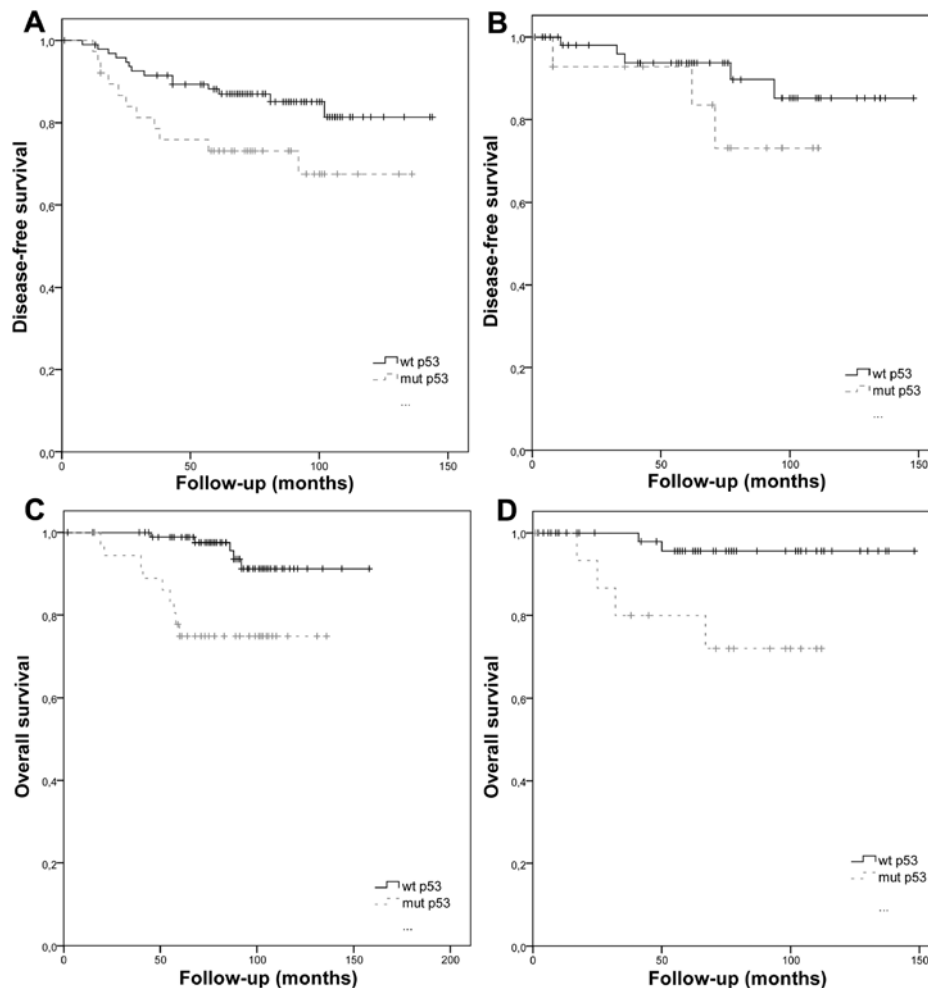 A
1,0
0,8
0,6
0,4
0,2
0,0
Disease-free survival
wt p53
mut p53
...
0 50 100 150
Follow-up (months)
B
1,0
0,8
0,6
0,4
0,2
0,0
Disease-free survival
wt p53
mut p53
...
0 50 100 150
Follow-up (months)
C
1,0
0,8
0,6
0,4
0,2
0,0
Overall survival
wt p53
mut p53
...
0 50 100 150 200
Follow-up (months)
D
1,0
0,8
0,6
0,4
0,2
0,0
Overall survival
wt p53
mut p53
...
0 50 100 150
Follow-up (months)